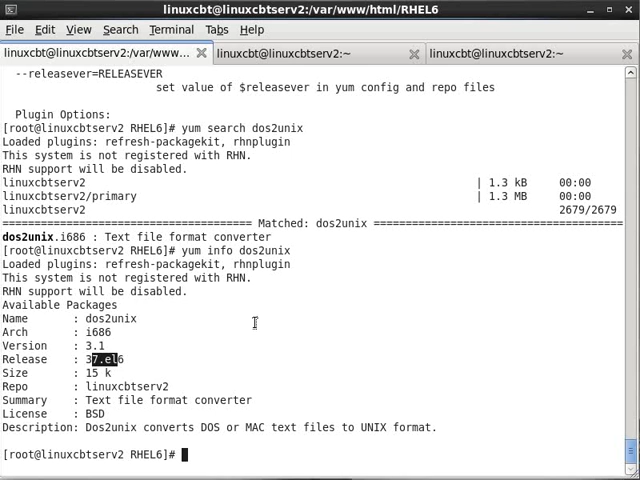 linuxcbt@linuxcbtserv2:/var/www/html/RHEL6
File Edit View Search Terminal Tabs Help
linuxcbt@linuxcbtserv2:/var/www... linuxcbt@linuxcbtserv2:~ linuxcbt@linuxcbtserv2:~
--releasever=RELEASEVER
set value of $releasever in yum config and repo files
Plugin Options:
[root@linuxcbtserv2 RHEL6]# yum search dos2unix
Loaded plugins: refresh-packagekit, rhnplugin
This system is not registered with RHN.
RHN support will be disabled.
linuxcbtserv2 | 1.3 kB 00:00
linuxcbtserv2/primary | 1.3 MB 00:00
linuxcbtserv2 2679/2679
==================================== Matched: dos2unix ====================================
dos2unix.i686 : Text file format converter
[root@linuxcbtserv2 RHEL6]# yum info dos2unix
Loaded plugins: refresh-packagekit, rhnplugin
This system is not registered with RHN.
RHN support will be disabled.
Available Packages
Name : dos2unix
Arch : i686
Version : 3.1
Release : 37.el6
Size : 15 k
Repo : linuxcbtserv2
Summary : Text file format converter
License : BSD
Description: Dos2unix converts DOS or MAC text files to UNIX format.
[root@linuxcbtserv2 RHEL6]#